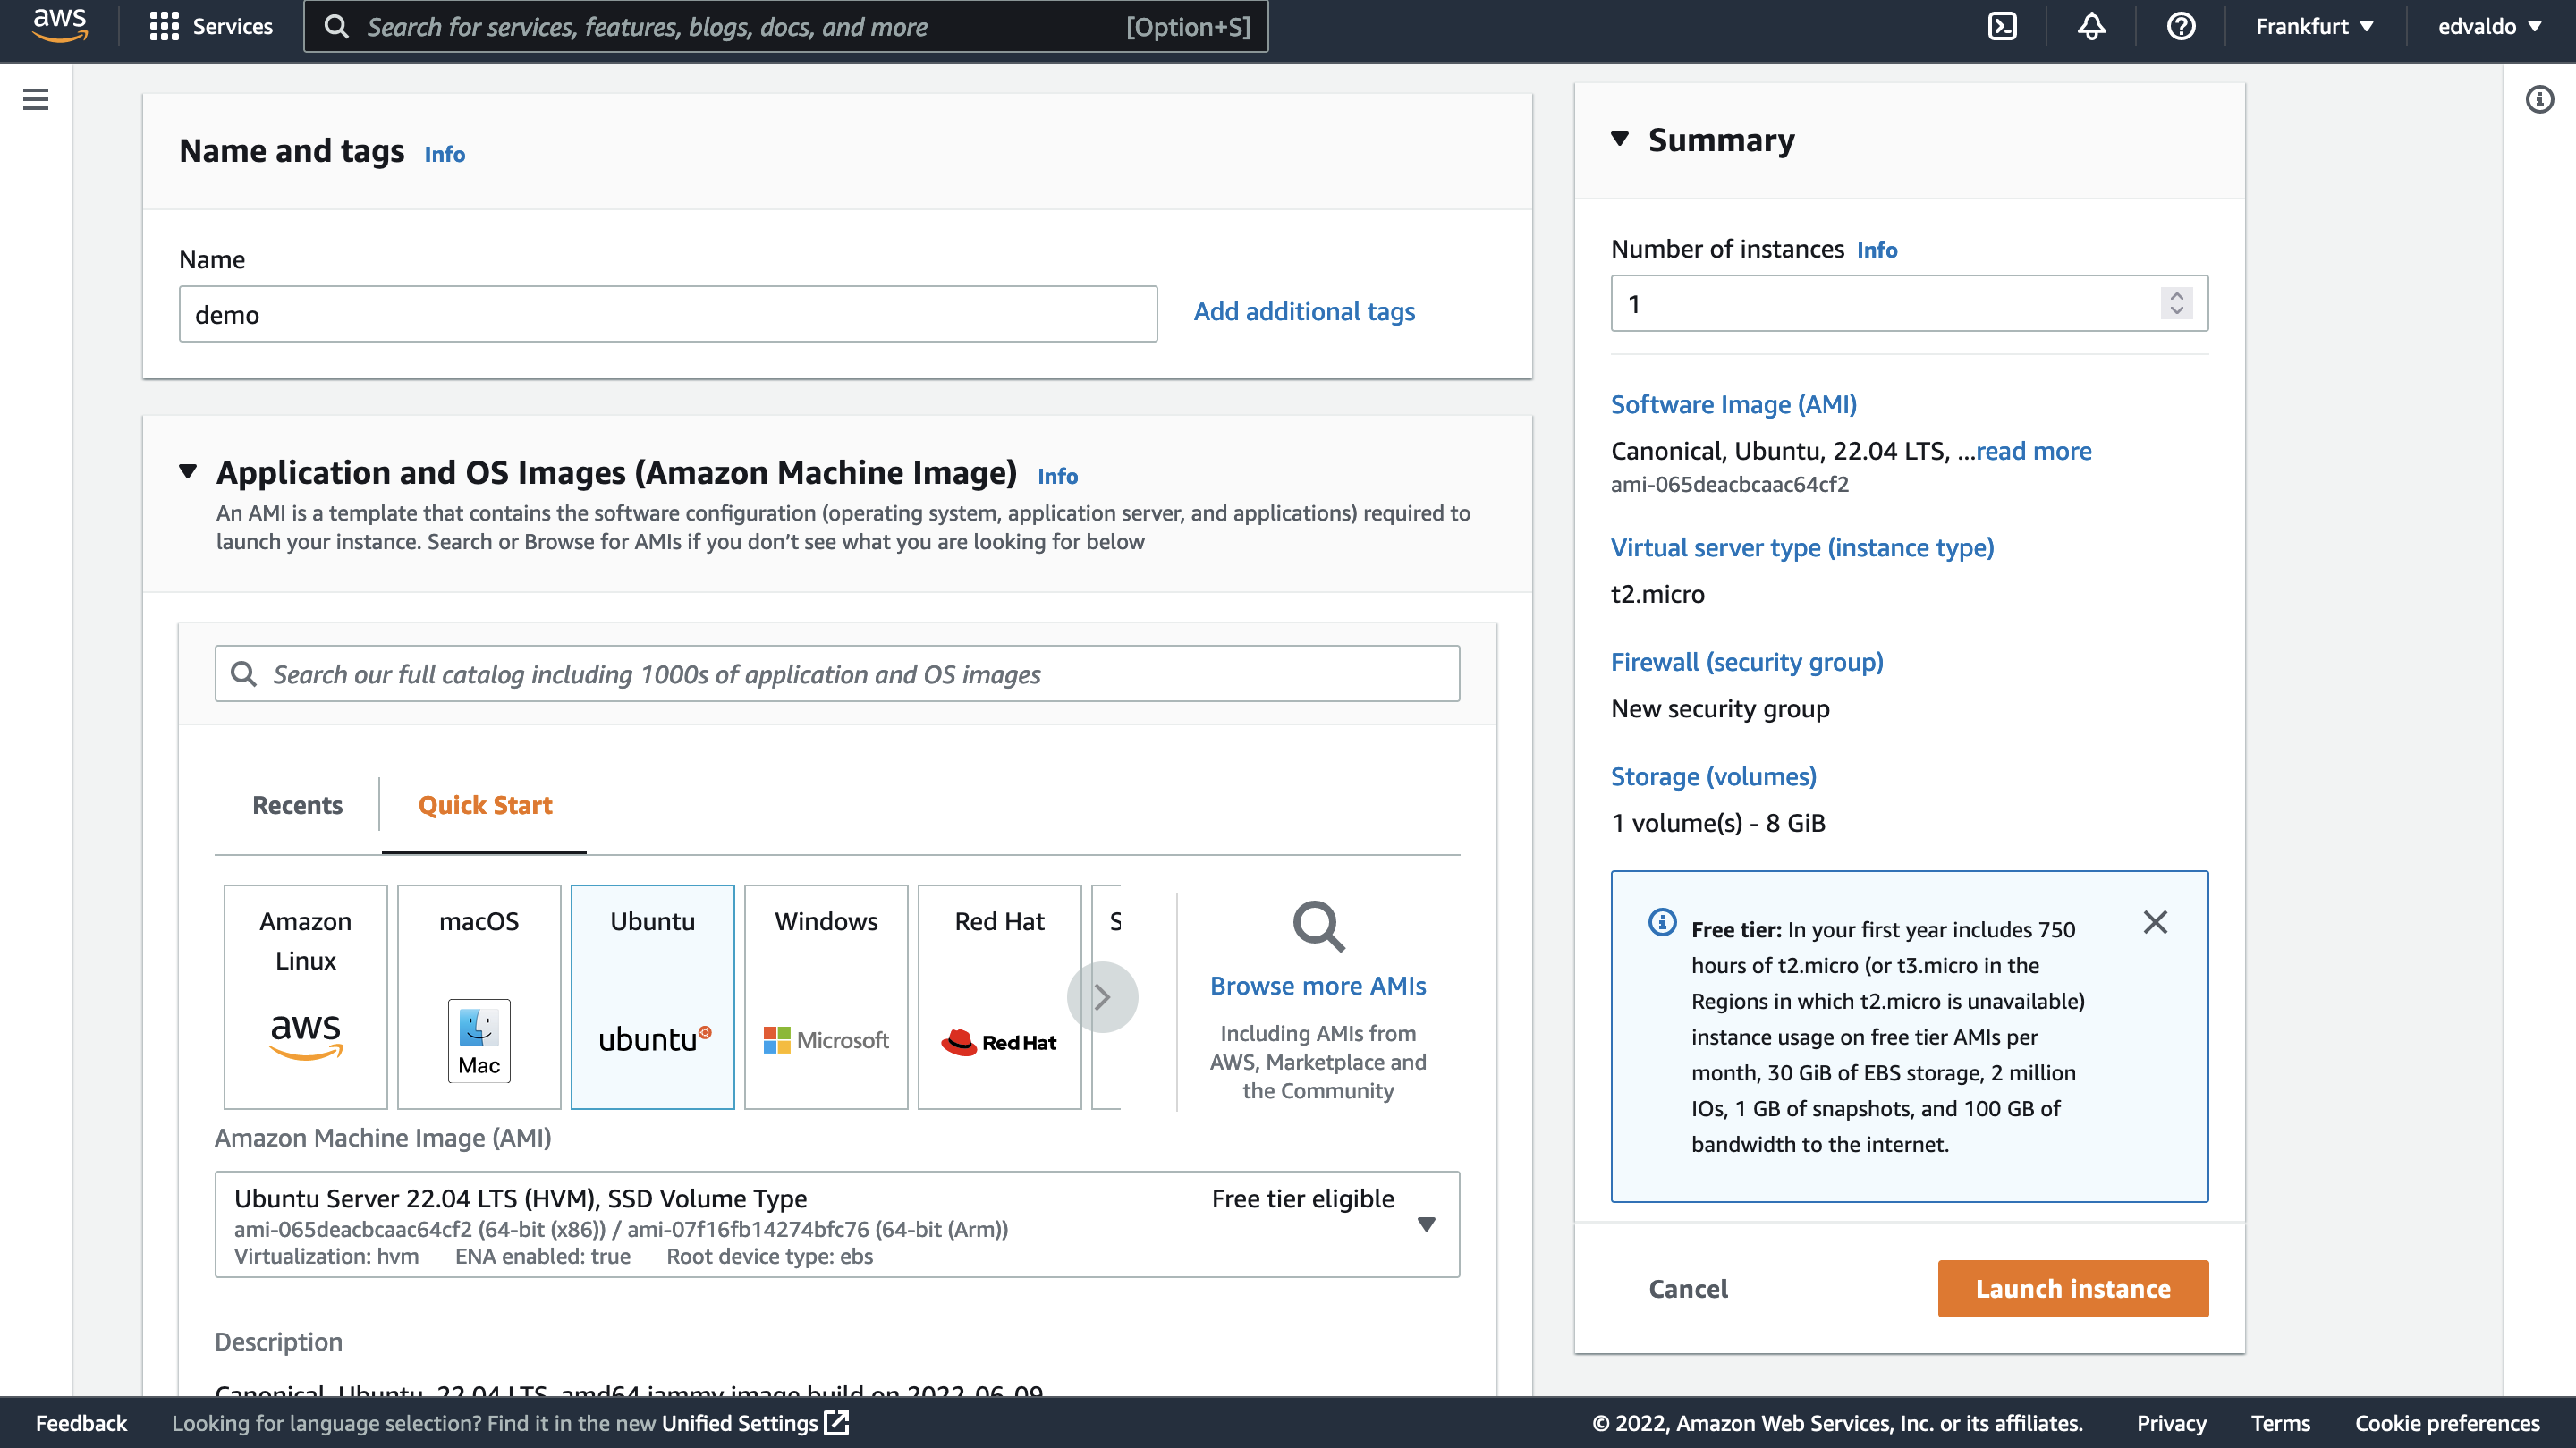 aws
Services
Search for services, features, blogs, docs, and more
[Option+S]
Frankfurt
edvaldo
Name and tags Info
Name
demo
Add additional tags
Application and OS Images (Amazon Machine Image) Info
An AMI is a template that contains the software configuration (operating system, application server, and applications) required to
launch your instance. Search or Browse for AMIs if you don’t see what you are looking for below
Search our full catalog including 1000s of application and OS images
Recents
Quick Start
Amazon
Linux
aws
macOS
Mac
Ubuntu
ubuntu
Windows
Microsoft
Red Hat
Red Hat
S
Browse more AMIs
Including AMIs from
AWS, Marketplace and
the Community
Amazon Machine Image (AMI)
Ubuntu Server 22.04 LTS (HVM), SSD Volume Type
Free tier eligible
ami-065deacbcaac64cf2 (64-bit (x86)) / ami-07f16fb14274bfc76 (64-bit (Arm))
Virtualization: hvm ENA enabled: true Root device type: ebs
Description
Canonical, Ubuntu, 22.04 LTS, amd64 jammy image build on 2022-06-09
Summary
Number of instances Info
1
Software Image (AMI)
Canonical, Ubuntu, 22.04 LTS, ...read more
ami-065deacbcaac64cf2
Virtual server type (instance type)
t2.micro
Firewall (security group)
New security group
Storage (volumes)
1 volume(s) - 8 GiB
Free tier: In your first year includes 750
hours of t2.micro (or t3.micro in the
Regions in which t2.micro is unavailable)
instance usage on free tier AMIs per
month, 30 GiB of EBS storage, 2 million
IOs, 1 GB of snapshots, and 100 GB of
bandwidth to the internet.
Cancel
Launch instance
Feedback
Looking for language selection? Find it in the new Unified Settings
© 2022, Amazon Web Services, Inc. or its affiliates.
Privacy
Terms
Cookie preferences